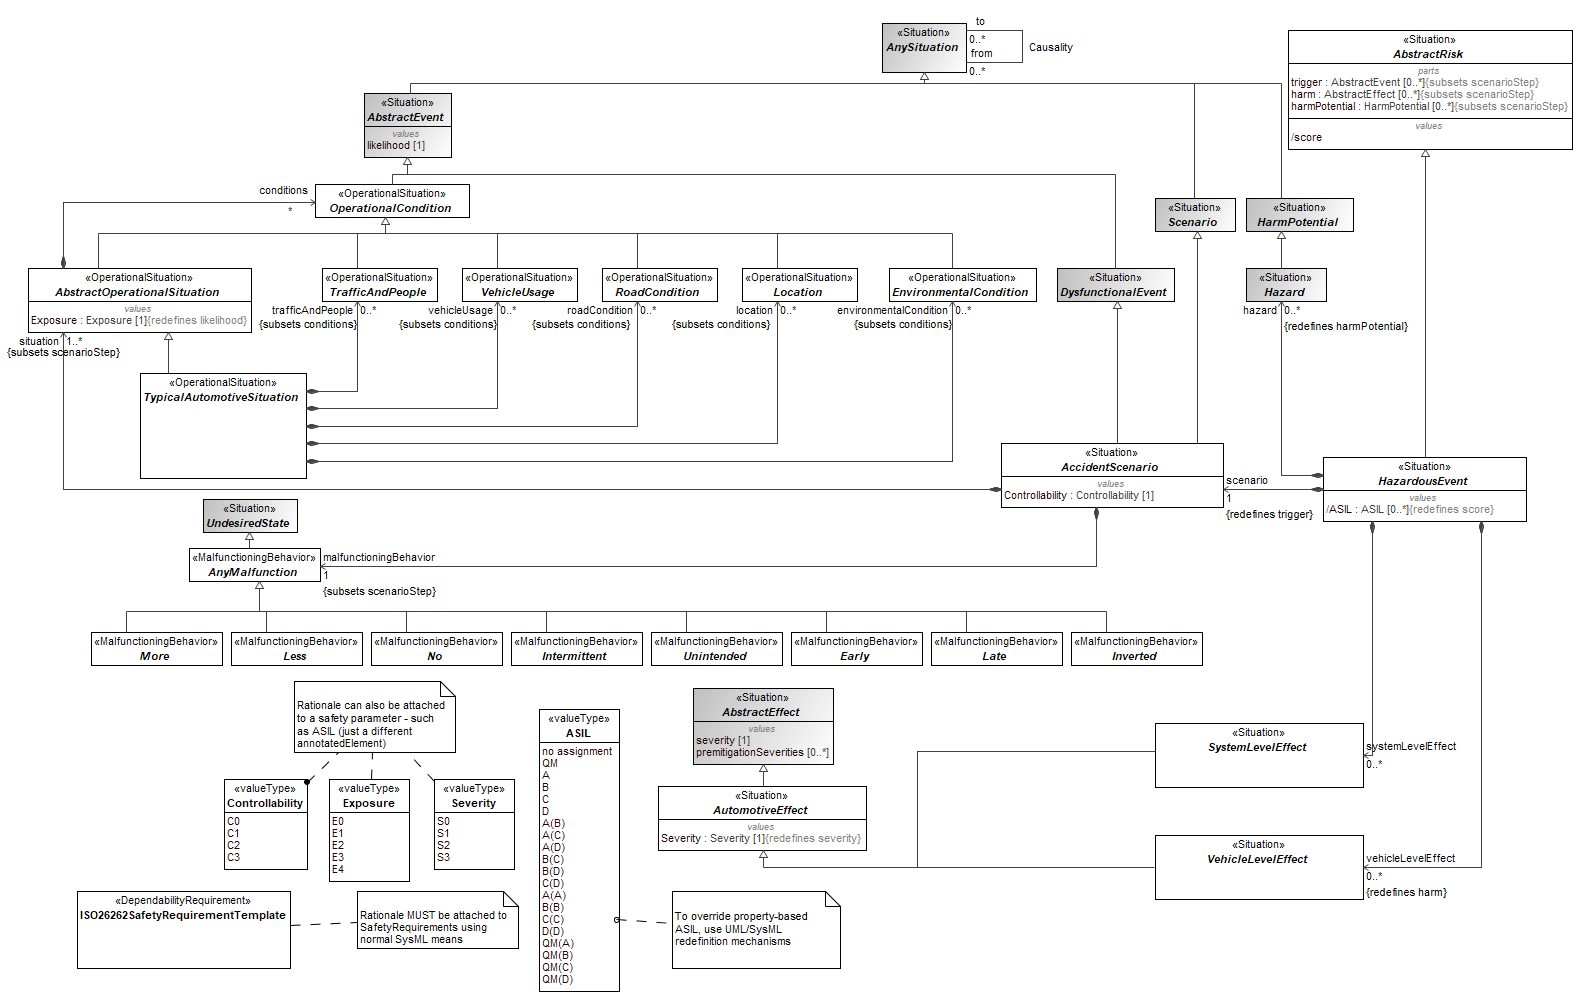 to
«Situation»
AnySituation
0..*
from
0..*
Causality
«Situation»
AbstractRisk
parts
trigger : AbstractEvent [0..*]{subsets scenarioStep}
harm : AbstractEffect [0..*]{subsets scenarioStep}
harmPotential : HarmPotential [0..*]{subsets scenarioStep}
values
/score
«Situation»
AbstractEvent
values
likelihood [1]
conditions
*
«OperationalSituation»
OperationalCondition
«Situation»
Scenario
«Situation»
HarmPotential
«OperationalSituation»
AbstractOperationalSituation
values
Exposure : Exposure [1]{redefines likelihood}
«OperationalSituation»
TrafficAndPeople
«OperationalSituation»
VehicleUsage
«OperationalSituation»
RoadCondition
«OperationalSituation»
Location
«OperationalSituation»
EnvironmentalCondition
«Situation»
DysfunctionalEvent
«Situation»
Hazard
trafficAndPeople 0..*
{subsets conditions}
vehicleUsage 0..*
{subsets conditions}
roadCondition 0..*
{subsets conditions}
location 0..*
{subsets conditions}
environmentalCondition 0..*
{subsets conditions}
hazard 0..*
{redefines harmPotential}
situation 1..*
{subsets scenarioStep}
«OperationalSituation»
TypicalAutomotiveSituation
«Situation»
AccidentScenario
values
Controllability : Controllability [1]
scenario
1
{redefines trigger}
«Situation»
HazardousEvent
values
/ASIL : ASIL [0..*]{redefines score}
«Situation»
UndesiredState
«MalfunctioningBehavior»
AnyMalfunction
malfunctioningBehavior
1
{subsets scenarioStep}
«MalfunctioningBehavior»
More
«MalfunctioningBehavior»
Less
«MalfunctioningBehavior»
No
«MalfunctioningBehavior»
Intermittent
«MalfunctioningBehavior»
Unintended
«MalfunctioningBehavior»
Early
«MalfunctioningBehavior»
Late
«MalfunctioningBehavior»
Inverted
Rationale can also be attached
to a safety parameter - such
as ASIL (just a different
annotatedElement)
«valueType»
Controllability
C0
C1
C2
C3
«valueType»
Exposure
E0
E1
E2
E3
E4
«valueType»
Severity
S0
S1
S2
S3
«valueType»
ASIL
no assignment
QM
A
B
C
D
A(B)
A(C)
A(D)
B(C)
B(D)
C(D)
A(A)
B(B)
C(C)
D(D)
QM(A)
QM(B)
QM(C)
QM(D)
«Situation»
AbstractEffect
values
severity [1]
premitigationSeverities [0..*]
«Situation»
AutomotiveEffect
values
Severity : Severity [1]{redefines severity}
«Situation»
SystemLevelEffect
systemLevelEffect
0..*
«Situation»
VehicleLevelEffect
vehicleLevelEffect
0..*
{redefines harm}
«DependabilityRequirement»
ISO26262SafetyRequirementTemplate
Rationale MUST be attached to
SafetyRequirements using
normal SysML means
To override property-based
ASIL, use UML/SysML
redefinition mechanisms